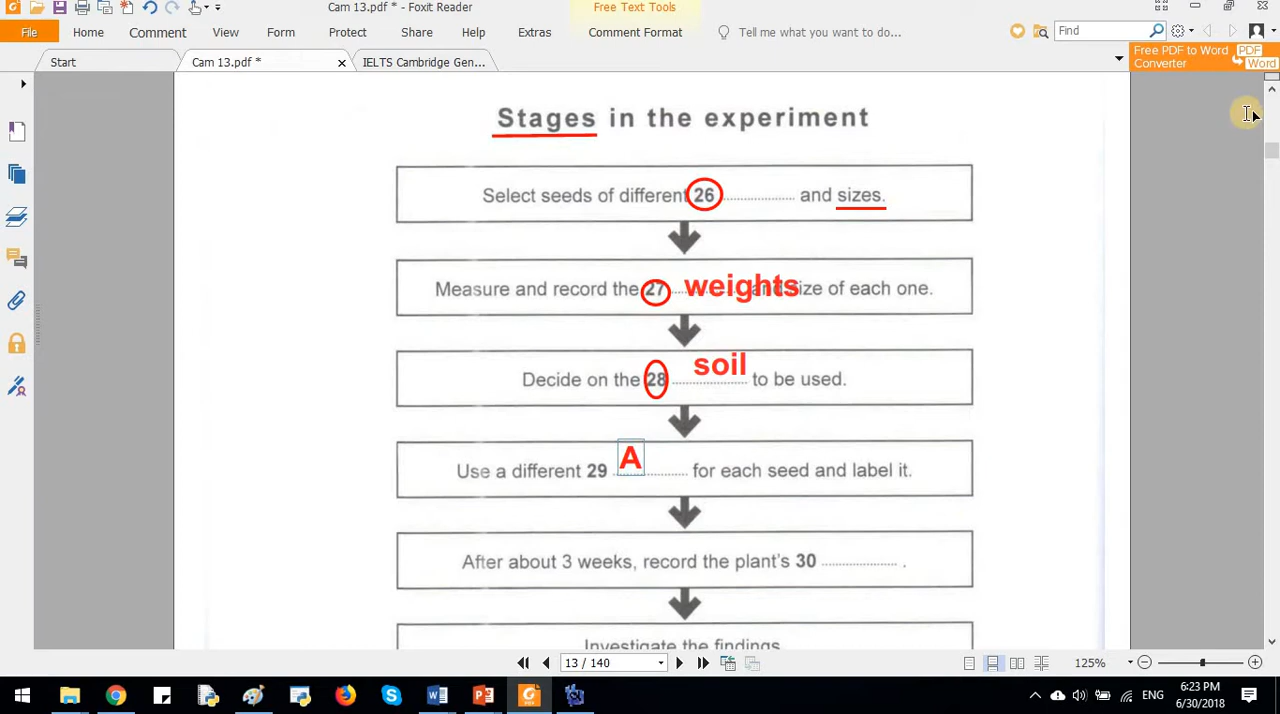 Cam 13.pdf * - Foxit Reader
Free Text Tools
File Home Comment View Form Protect Share Help Extras Comment Format Tell me what you want to do... Find
Start
Cam 13.pdf *
IELTS Cambridge Gen...
Free PDF to Word Converter
PDF
Word
Stages in the experiment
Select seeds of different 26 .................. and sizes.
Measure and record the 27 weights and size of each one.
Decide on the 28 soil .................. to be used.
Use a different 29 A .................. for each seed and label it.
After about 3 weeks, record the plant's 30 .................. .
Investigate the findings.
13 / 140
125%
ENG
6:23 PM
6/30/2018